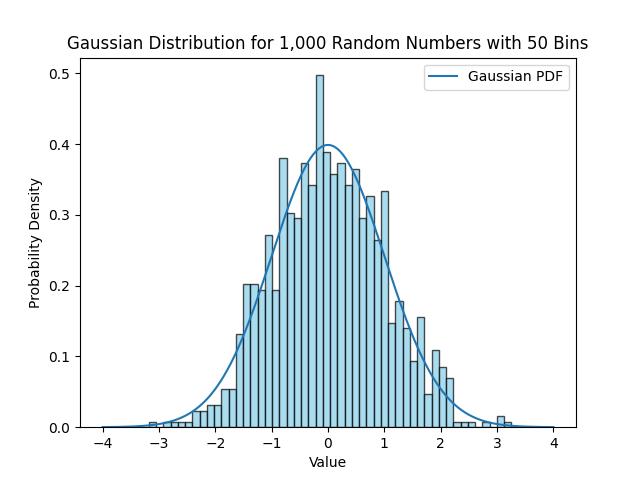 Gaussian Distribution for 1,000 Random Numbers with 50 Bins
Gaussian PDF
Probability Density
0.5
0.4
0.3
0.2
0.1
0.0
−4 −3 −2 −1 0 1 2 3 4
Value